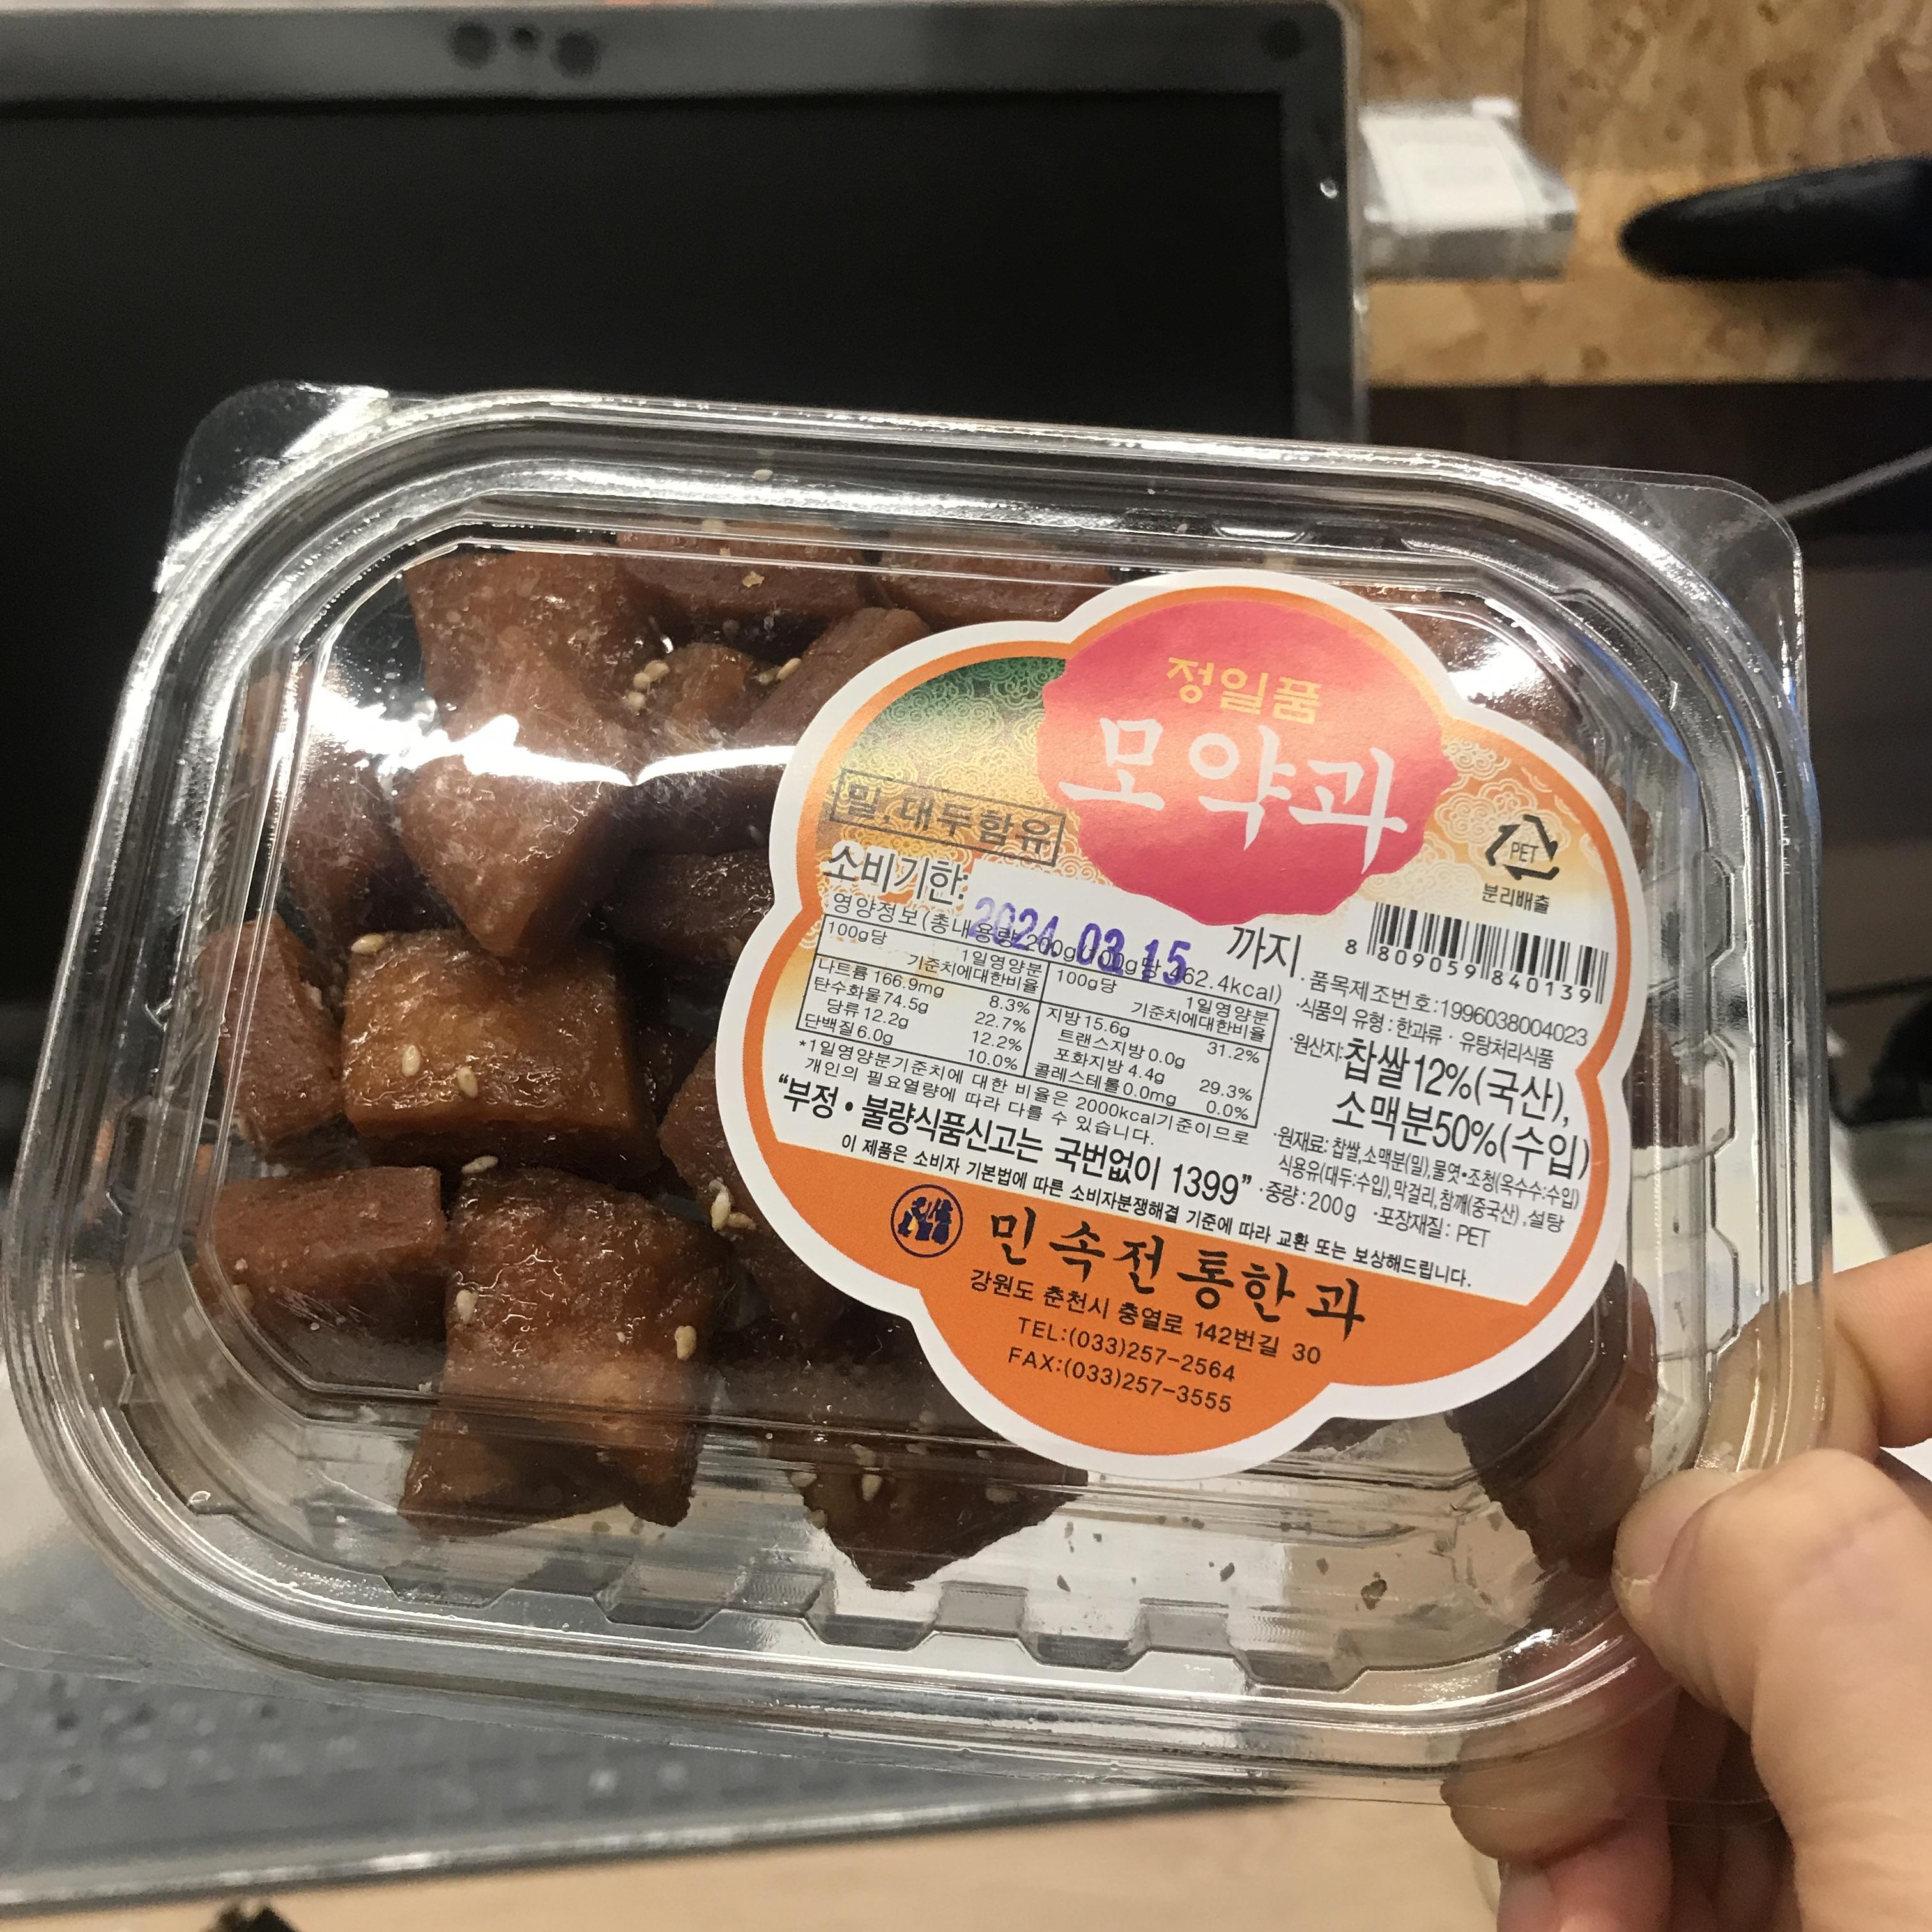 정일품
모약과
밀, 대두함유
소비기한:
2024.03.15 까지
영양정보(총내용량 200g/100g당 462.4kcal)
100g당 1일영양분 기준치에대한비율
나트륨 166.9mg 8.3%
탄수화물 74.5g 22.7%
당류 12.2g 12.2%
단백질 6.0g 10.0%
100g당 1일영양분 기준치에대한비율
지방 15.6g 31.2%
트랜스지방 0.0g
포화지방 4.4g 29.3%
콜레스테롤 0.0mg 0.0%
*1일영양분기준치에 대한 비율은 2000kcal기준이므로
개인의 필요열량에 따라 다를 수 있습니다.
"부정·불량식품신고는 국번없이 1399"
이 제품은 소비자 기본법에 따른 소비자분쟁해결 기준에 따라 교환 또는 보상해드립니다.
PET
분리배출
8 809059 840139
·품목제조번호:1996038004023
·식품의 유형 : 한과류 · 유탕처리식품
·원산지:찹쌀12%(국산),
소맥분50%(수입)
·원재료: 찹쌀,소맥분(밀),물엿·조청(옥수수:수입)
식용유(대두:수입),막걸리,참깨(중국산),설탕
·중량 : 200g ·포장재질 : PET
민속전통한과
강원도 춘천시 충열로 142번길 30
TEL:(033)257-2564
FAX:(033)257-3555